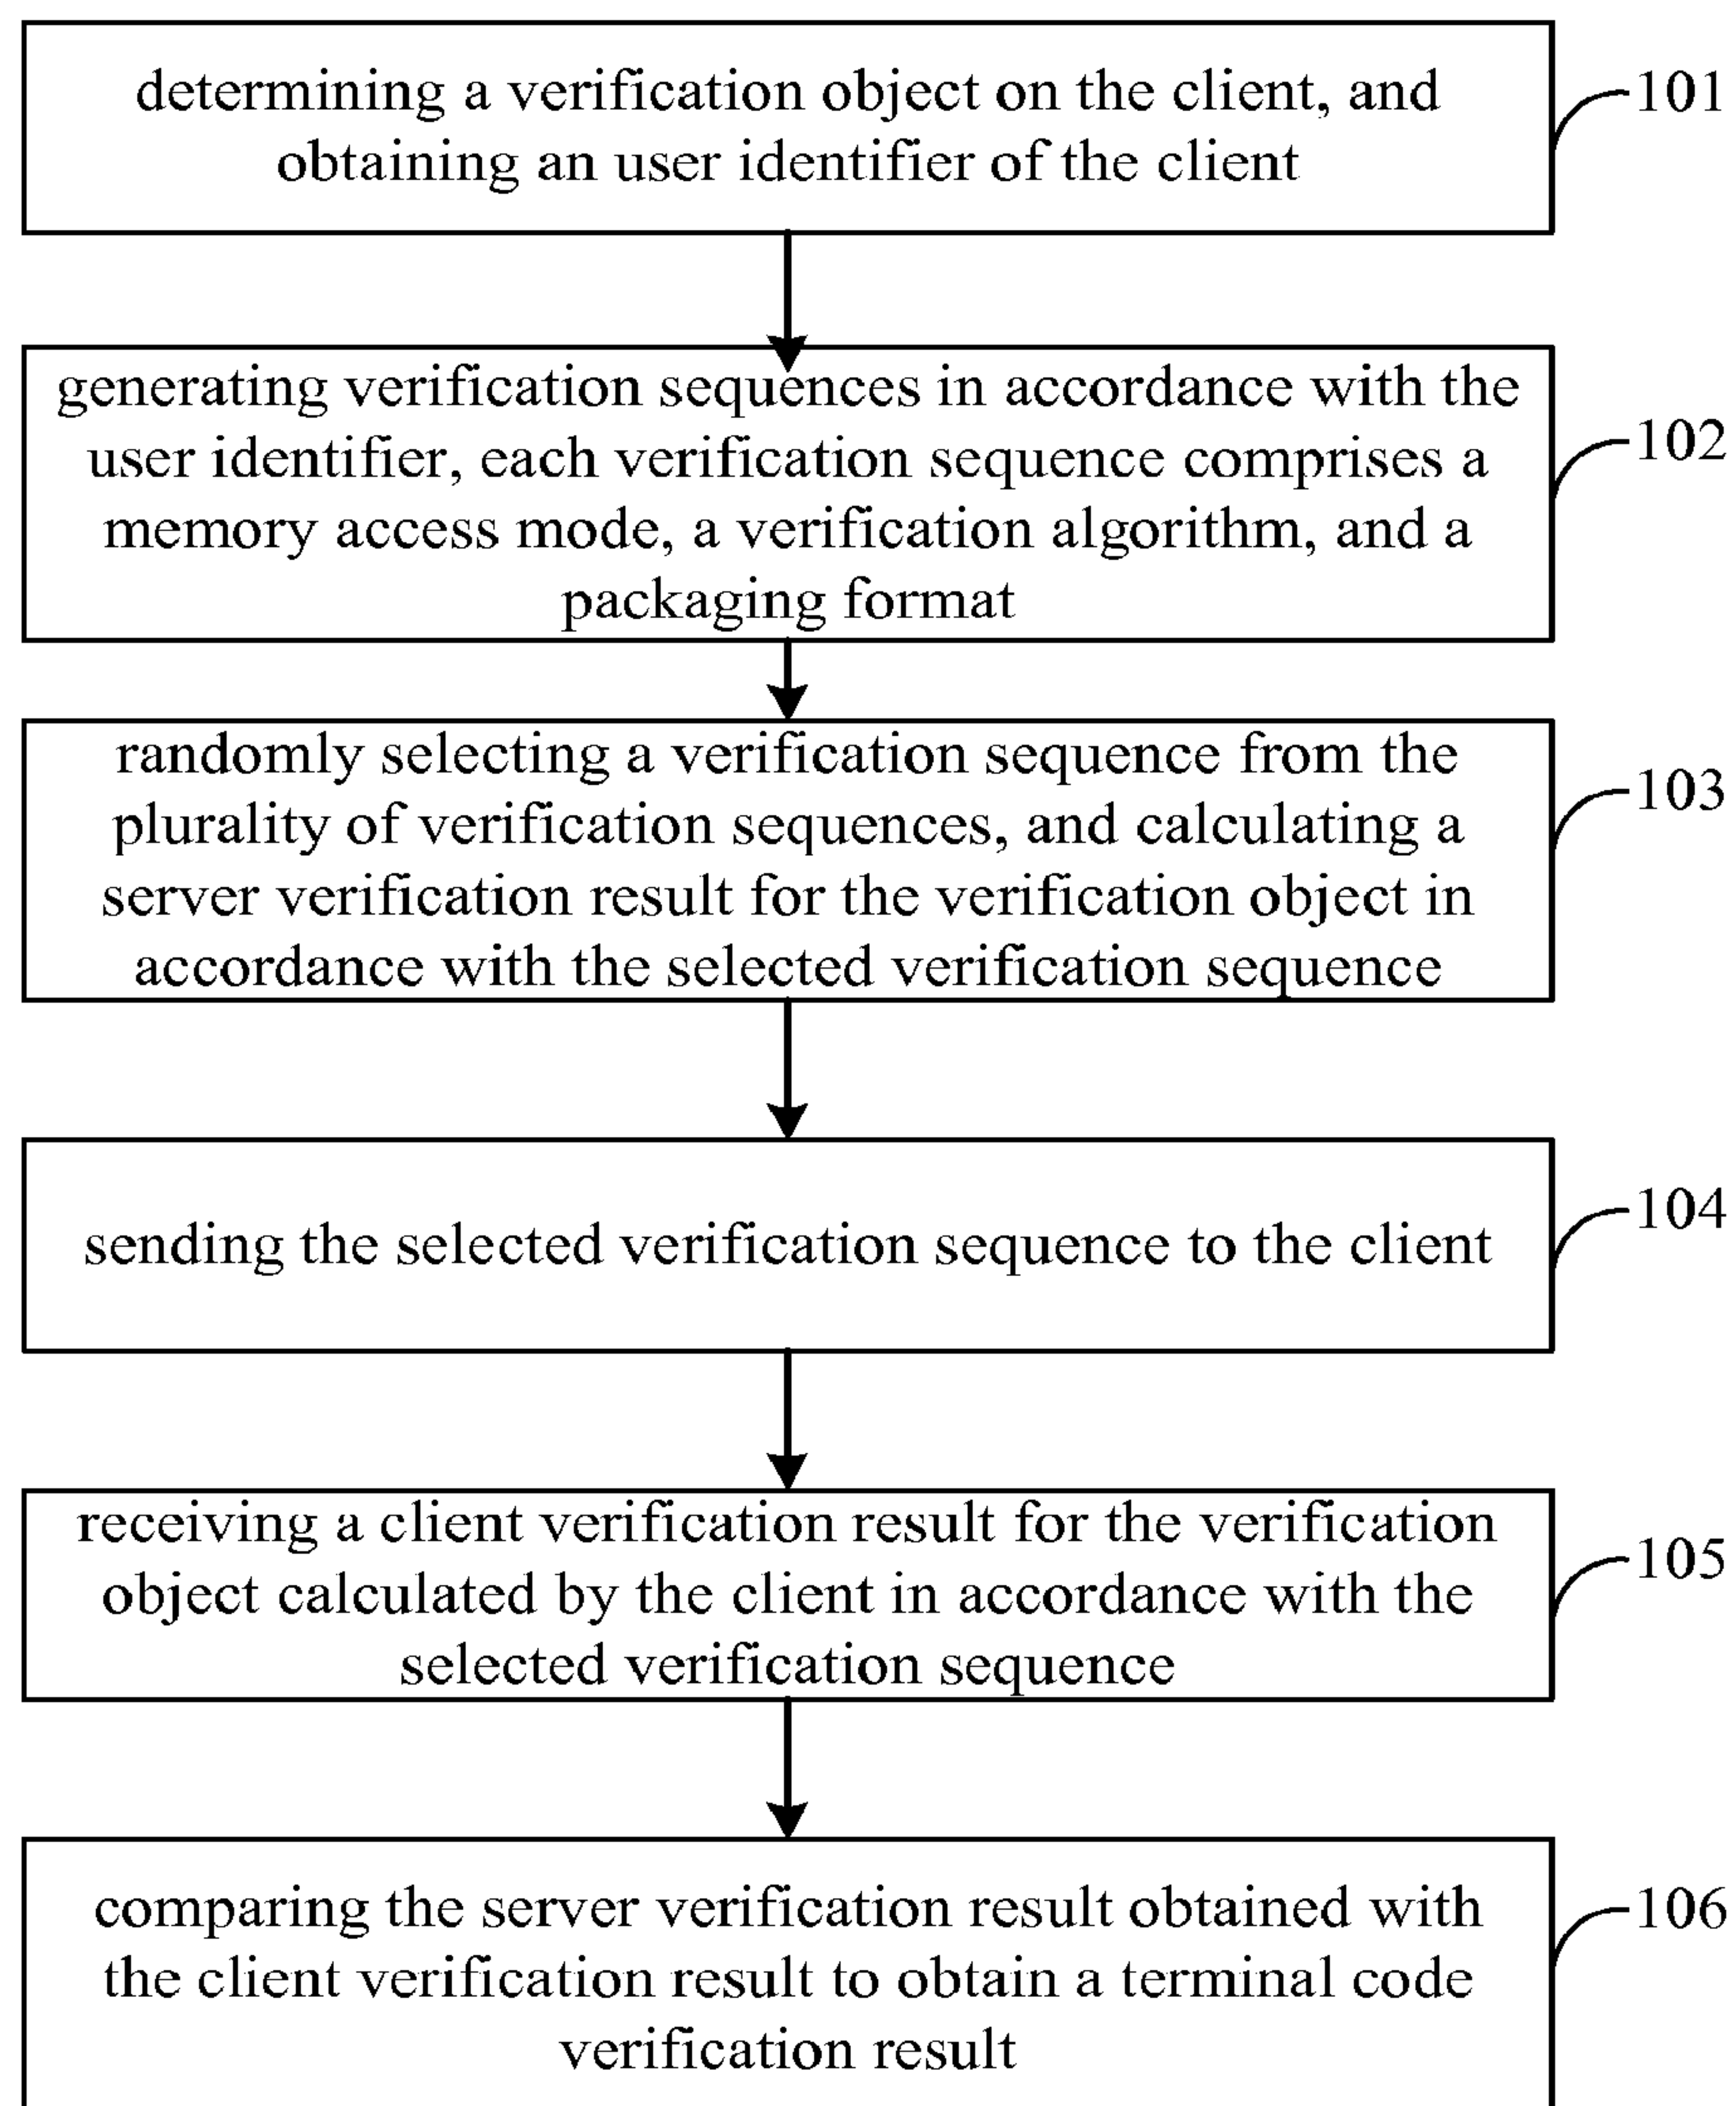 determining a verification object on the client, and
obtaining an user identifier of the client
101
generating verification sequences in accordance with the
user identifier, each verification sequence comprises a
memory access mode, a verification algorithm, and a
packaging format
102
randomly selecting a verification sequence from the
plurality of verification sequences, and calculating a
server verification result for the verification object in
accordance with the selected verification sequence
103
sending the selected verification sequence to the client
104
receiving a client verification result for the verification
object calculated by the client in accordance with the
selected verification sequence
105
comparing the server verification result obtained with
the client verification result to obtain a terminal code
verification result
106